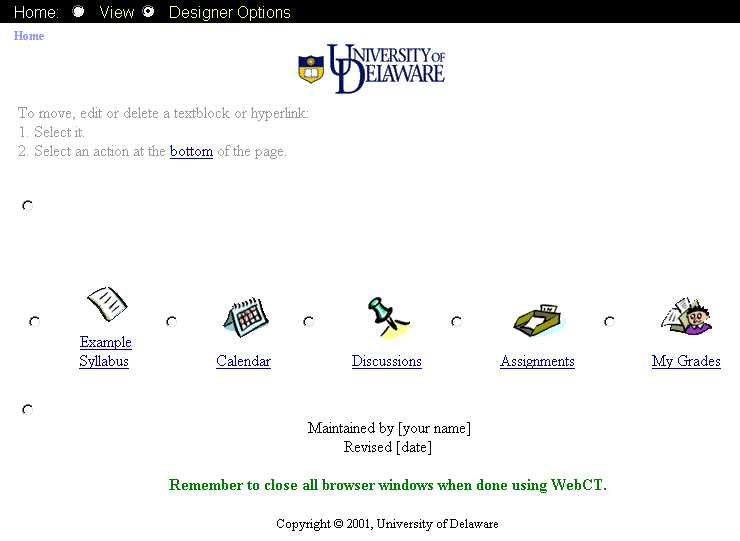 Home: View Designer Options
Home
UNIVERSITY OF
DELAWARE
To move, edit or delete a textblock or hyperlink:
1. Select it.
2. Select an action at the bottom of the page.
Example
Syllabus
Calendar
Discussions
Assignments
My Grades
Maintained by [your name]
Revised [date]
Remember to close all browser windows when done using WebCT.
Copyright © 2001, University of Delaware